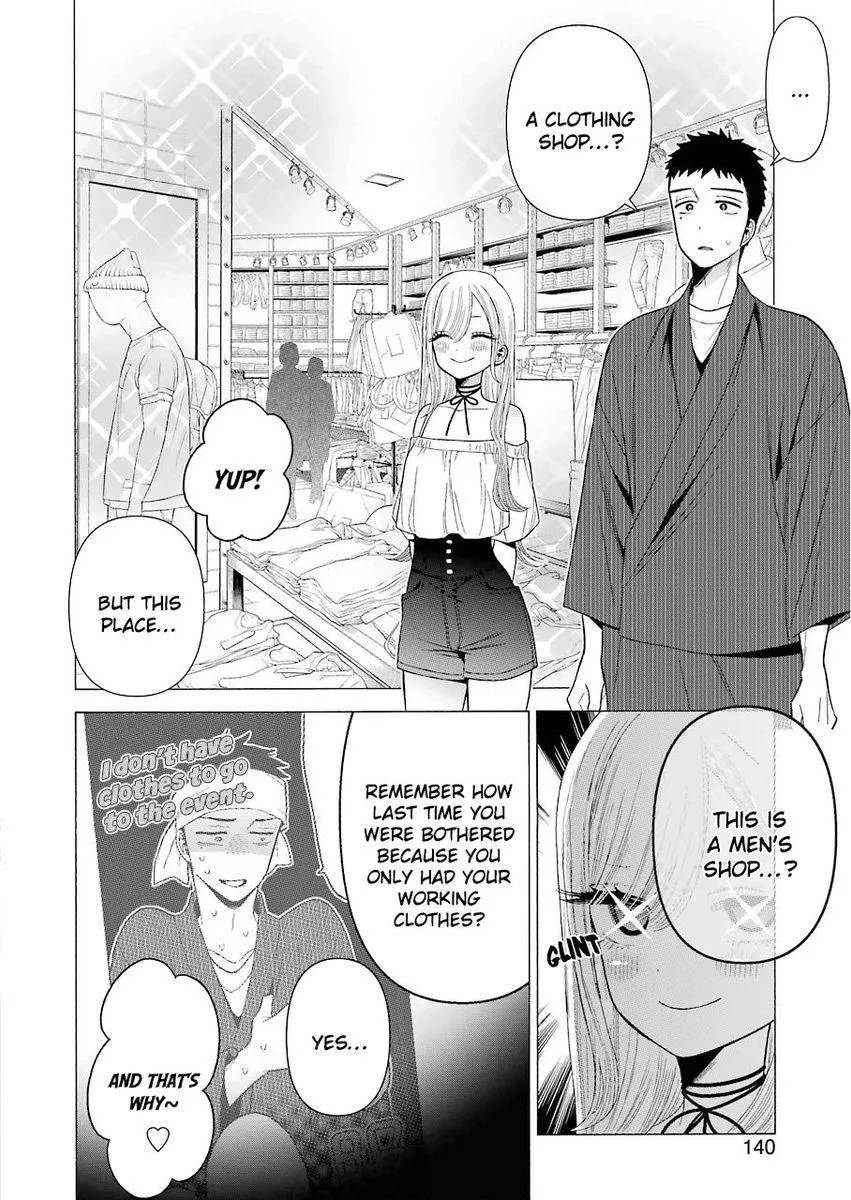 ...
A CLOTHING
SHOP...?
YUP!
BUT THIS
PLACE...
THIS IS
A MEN'S
SHOP...?
GLINT
REMEMBER HOW
LAST TIME YOU
WERE BOTHERED
BECAUSE YOU
ONLY HAD YOUR
WORKING
CLOTHES?
I don't have
clothes to go
to the event.
YES...
AND THAT'S
WHY~
♡
140